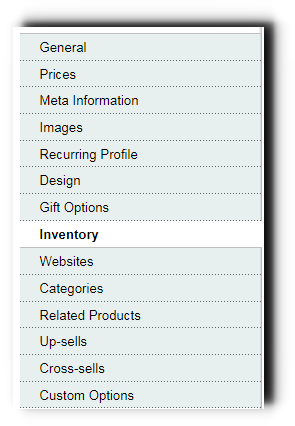 General
Prices
Meta Information
Images
Recurring Profile
Design
Gift Options
Inventory
Websites
Categories
Related Products
Up-sells
Cross-sells
Custom Options